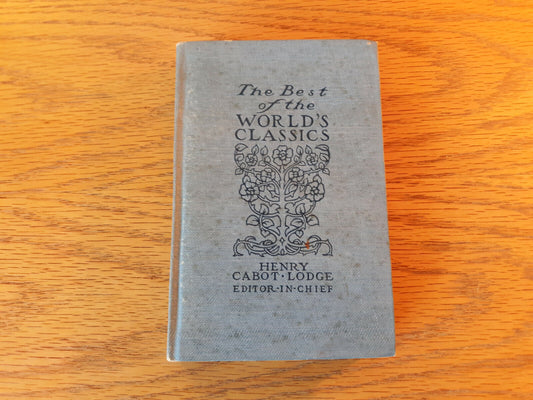 The Best
of the
WORLD'S
CLASSICS
HENRY
CABOT · LODGE
EDITOR · IN · CHIEF